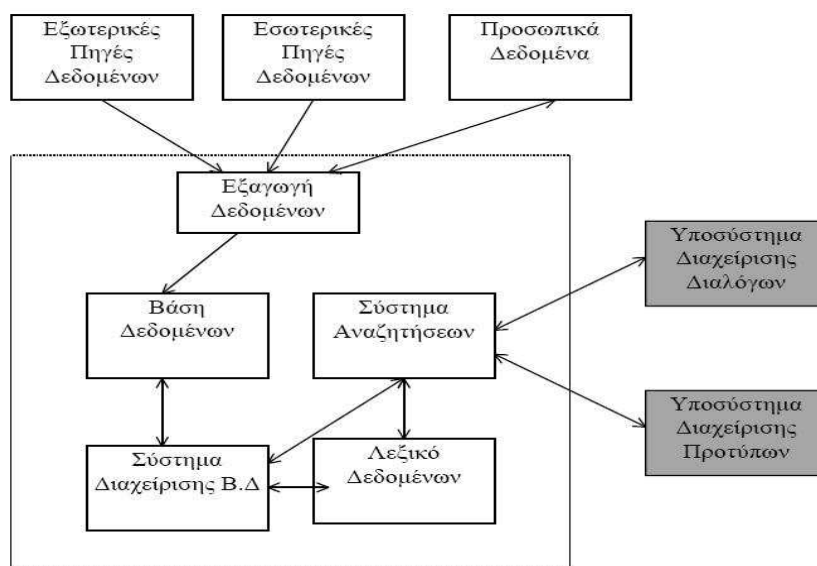 Εξωτερικές
Πηγές
Δεδομένων
Εσωτερικές
Πηγές
Δεδομένων
Προσωπικά
Δεδομένα
Εξαγωγή
Δεδομένων
Υποσύστημα
Διαχείρισης
Διαλόγων
Βάση
Δεδομένων
Σύστημα
Αναζητήσεων
Υποσύστημα
Διαχείρισης
Προτύπων
Σύστημα
Διαχείρισης Β.Δ
Λεξικό
Δεδομένων